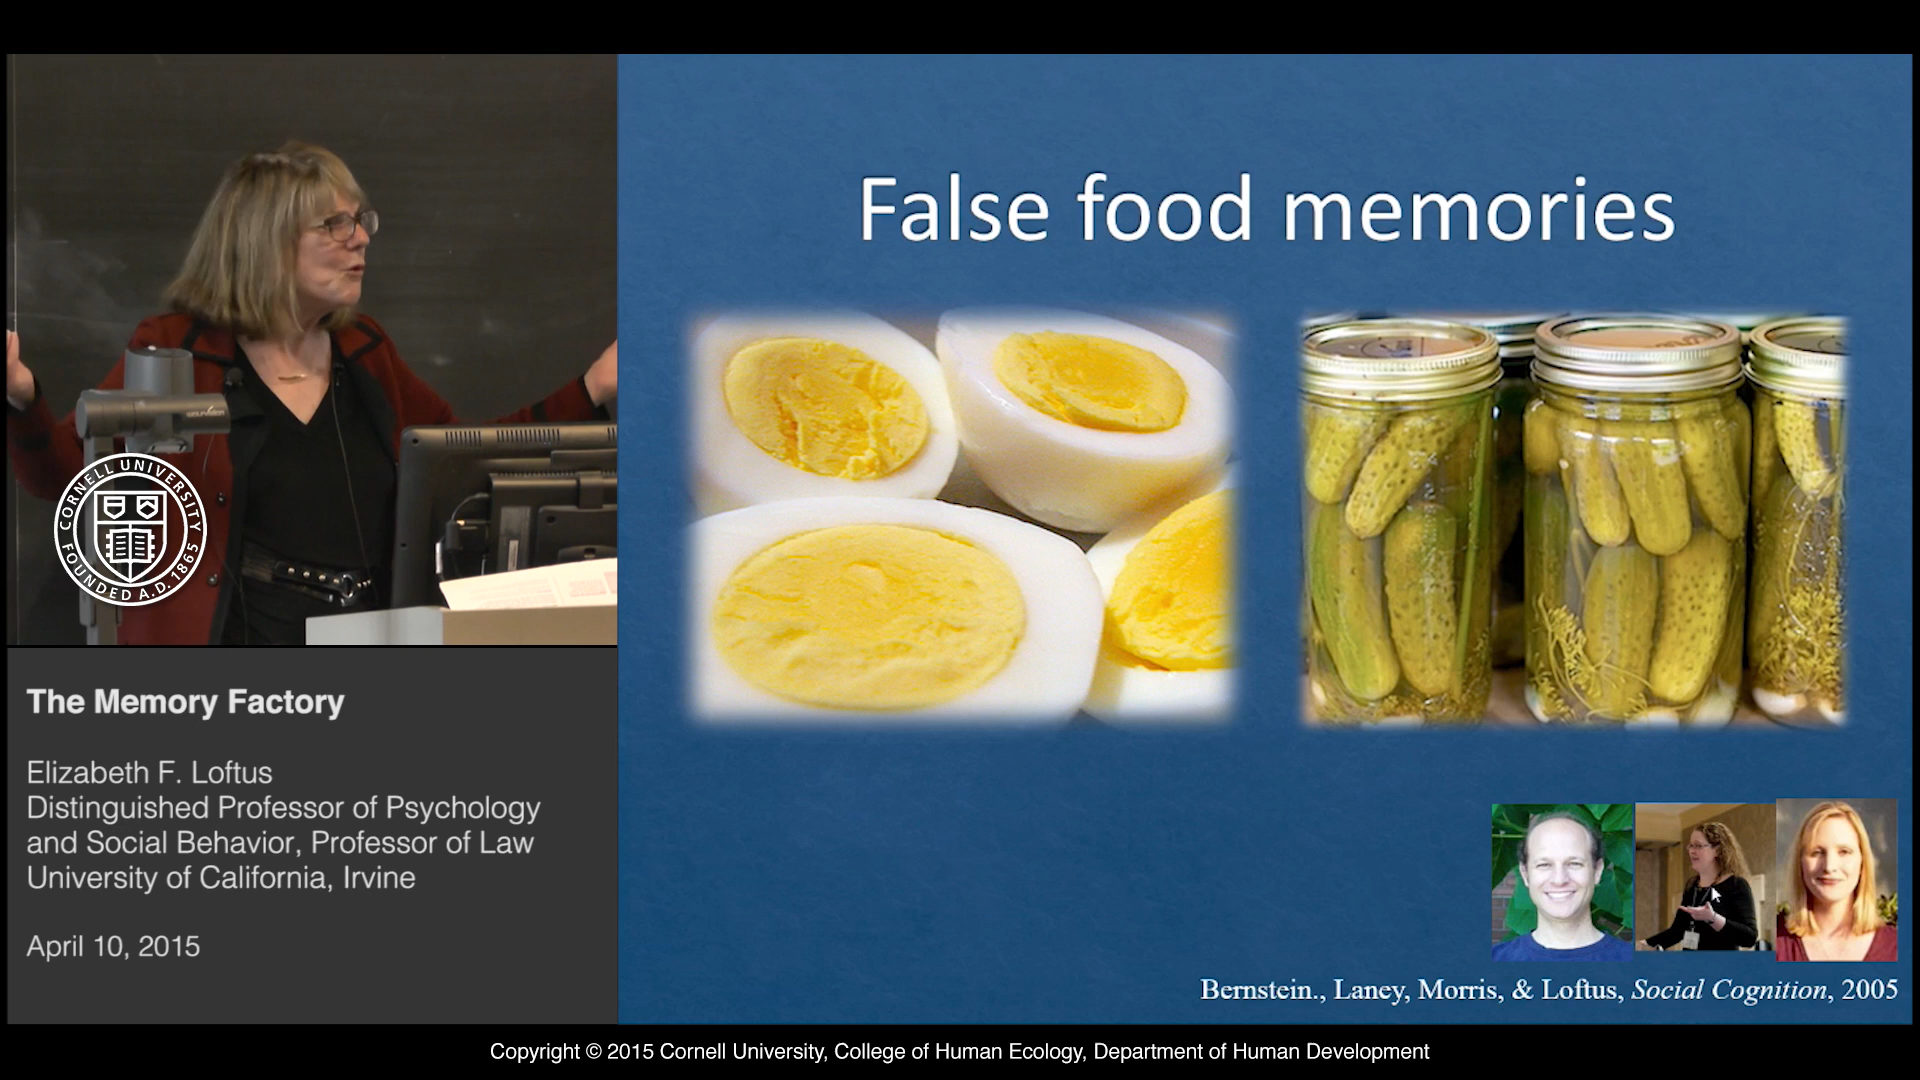 False food memories
CORNELL UNIVERSITY
FOUNDED A.D. 1865
The Memory Factory
Elizabeth F. Loftus
Distinguished Professor of Psychology
and Social Behavior, Professor of Law
University of California, Irvine
April 10, 2015
Bernstein., Laney, Morris, & Loftus, Social Cognition, 2005
Copyright © 2015 Cornell University, College of Human Ecology, Department of Human Development